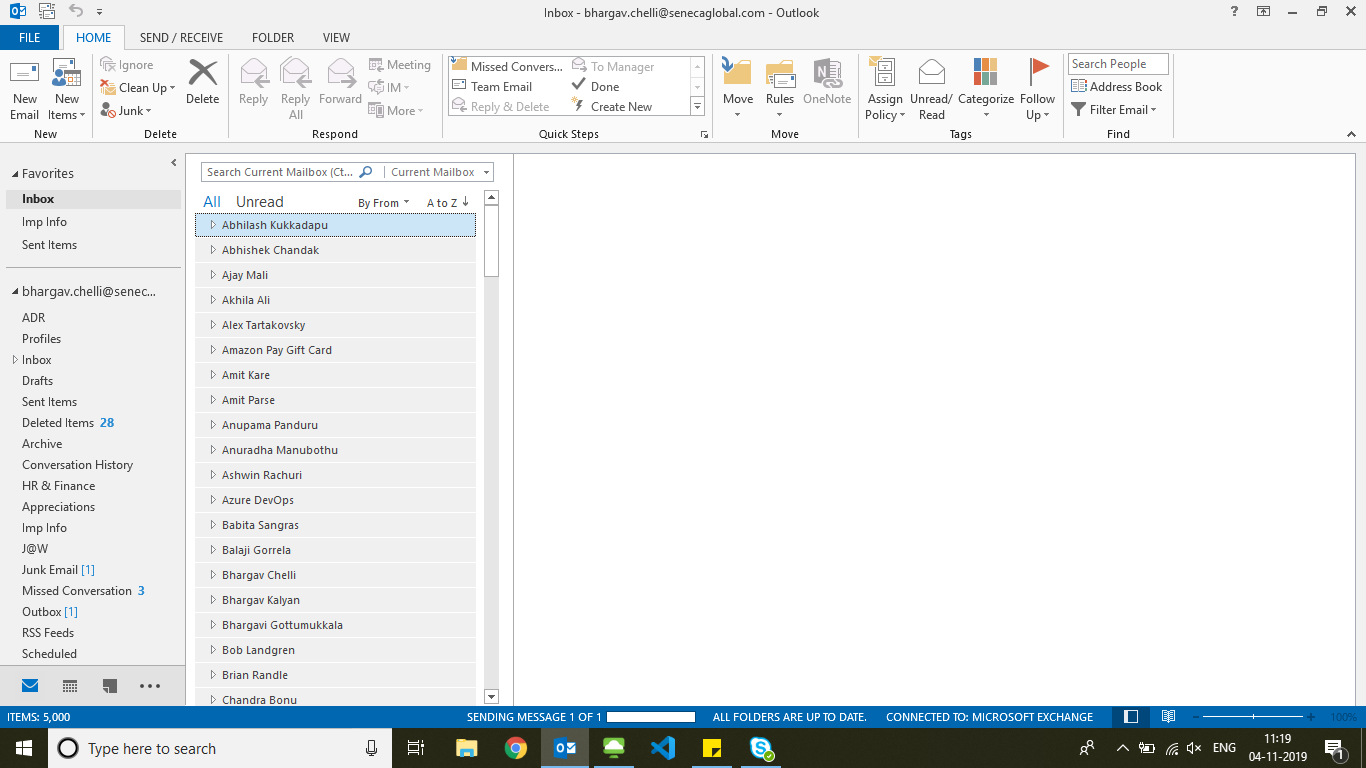 Inbox - bhargav.chelli@senecaglobal.com - Outlook
FILE HOME SEND / RECEIVE FOLDER VIEW
New Email
New Items
New
Ignore
Clean Up
Junk
Delete
Delete
Reply
Reply All
Forward
Meeting
IM
More
Respond
Missed Convers...
Team Email
Reply & Delete
To Manager
Done
Create New
Quick Steps
Move
Rules
OneNote
Move
Assign Policy
Unread/ Read
Categorize
Follow Up
Tags
Search People
Address Book
Filter Email
Find
Favorites
Inbox
Imp Info
Sent Items
bhargav.chelli@senec...
ADR
Profiles
Inbox
Drafts
Sent Items
Deleted Items 28
Archive
Conversation History
HR & Finance
Appreciations
Imp Info
J@W
Junk Email [1]
Missed Conversation 3
Outbox [1]
RSS Feeds
Scheduled
Search Current Mailbox (Ct... Current Mailbox
All Unread By From A to Z
Abhilash Kukkadapu
Abhishek Chandak
Ajay Mali
Akhila Ali
Alex Tartakovsky
Amazon Pay Gift Card
Amit Kare
Amit Parse
Anupama Panduru
Anuradha Manubothu
Ashwin Rachuri
Azure DevOps
Babita Sangras
Balaji Gorrela
Bhargav Chelli
Bhargav Kalyan
Bhargavi Gottumukkala
Bob Landgren
Brian Randle
Chandra Bonu
ITEMS: 5,000 SENDING MESSAGE 1 OF 1 ALL FOLDERS ARE UP TO DATE. CONNECTED TO: MICROSOFT EXCHANGE 100%
Type here to search
ENG
11:19
04-11-2019
1